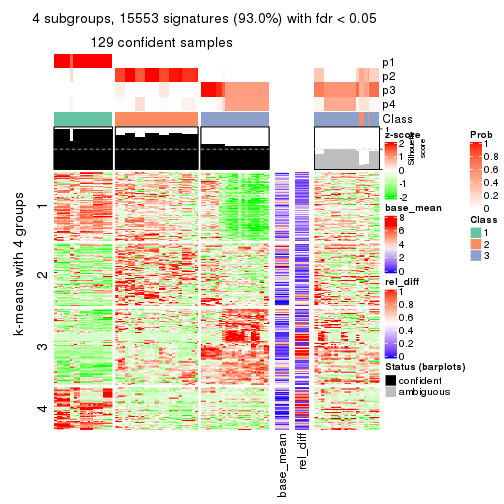 4 subgroups, 15553 signatures (93.0%) with fdr < 0.05
129 confident samples
p1
p2
p3
p4
Class
1
Silhouette
score
k-means with 4 groups
1
2
3
4
base_mean
rel_diff
z-score
2
1
0
-1
-2
base_mean
8
6
4
2
0
rel_diff
1
0.8
0.6
0.4
0.2
0
Status (barplots)
confident
ambiguous
Prob
1
0.8
0.6
0.4
0.2
0
Class
1
2
3